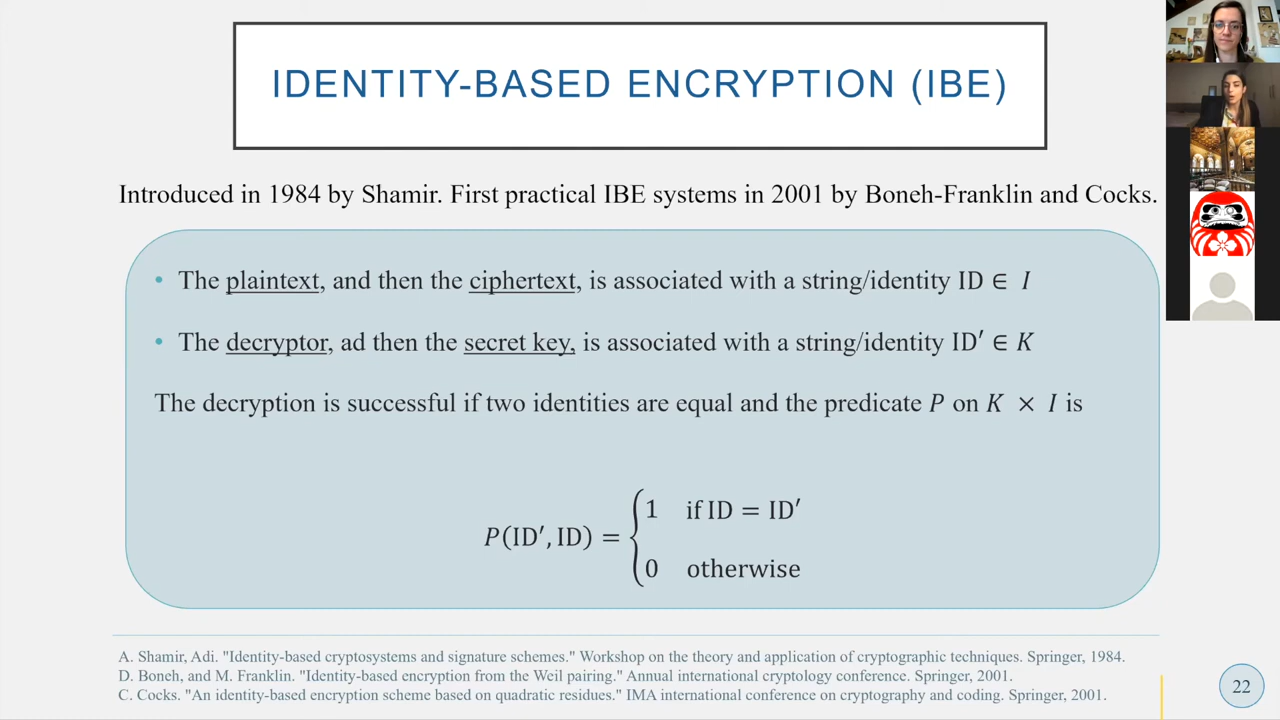 IDENTITY-BASED ENCRYPTION (IBE)
Introduced in 1984 by Shamir. First practical IBE systems in 2001 by Boneh-Franklin and Cocks.
• The plaintext, and then the ciphertext, is associated with a string/identity ID ∈ I
• The decryptor, ad then the secret key, is associated with a string/identity ID′ ∈ K
The decryption is successful if two identities are equal and the predicate P on K × I is
1 if ID = ID′
P(ID′, ID) = {
0 otherwise
A. Shamir, Adi. "Identity-based cryptosystems and signature schemes." Workshop on the theory and application of cryptographic techniques. Springer, 1984.
D. Boneh, and M. Franklin. "Identity-based encryption from the Weil pairing." Annual international cryptology conference. Springer, 2001.
C. Cocks. "An identity-based encryption scheme based on quadratic residues." IMA international conference on cryptography and coding. Springer, 2001.
22